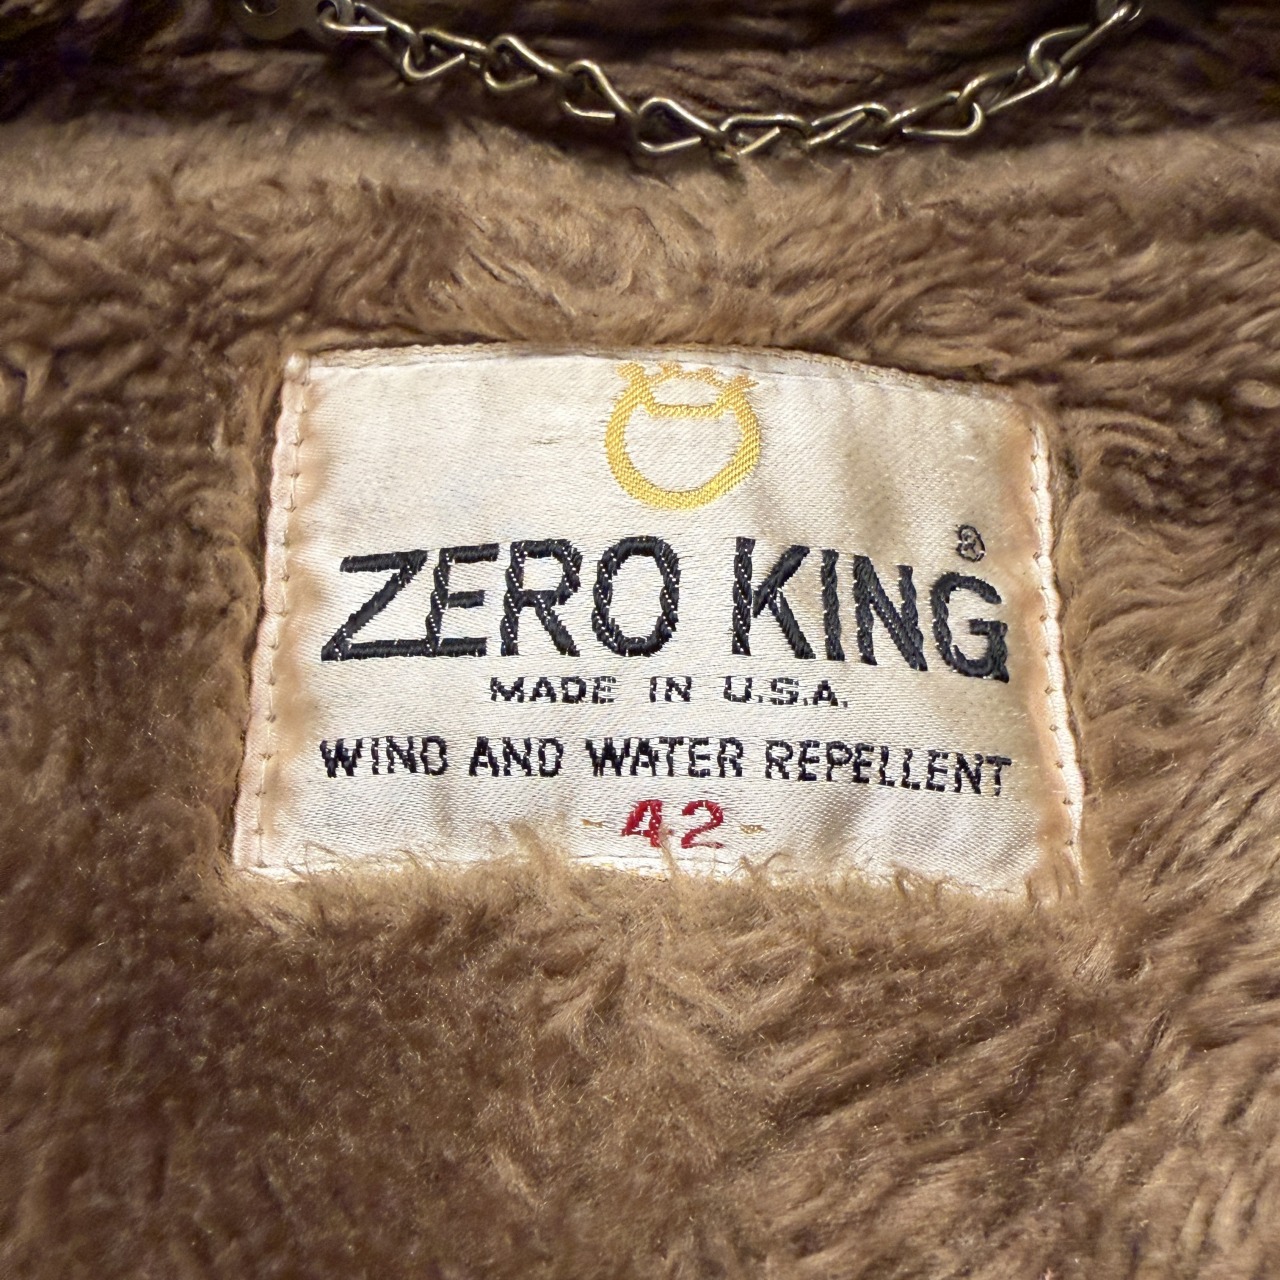 ZERO KING®
MADE IN U.S.A.
WIND AND WATER REPELLENT
- 42 -